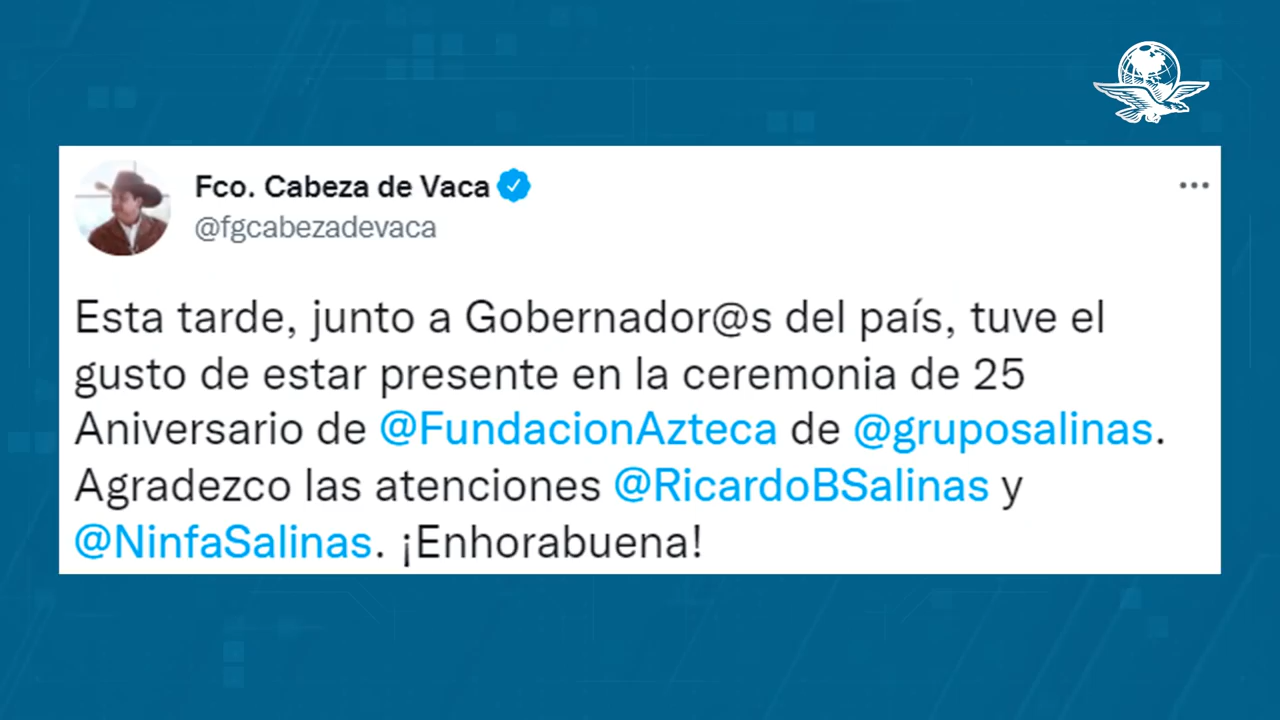 Fco. Cabeza de Vaca
@fgcabezadevaca
Esta tarde, junto a Gobernador@s del país, tuve el
gusto de estar presente en la ceremonia de 25
Aniversario de @FundacionAzteca de @gruposalinas.
Agradezco las atenciones @RicardoBSalinas y
@NinfaSalinas. ¡Enhorabuena!